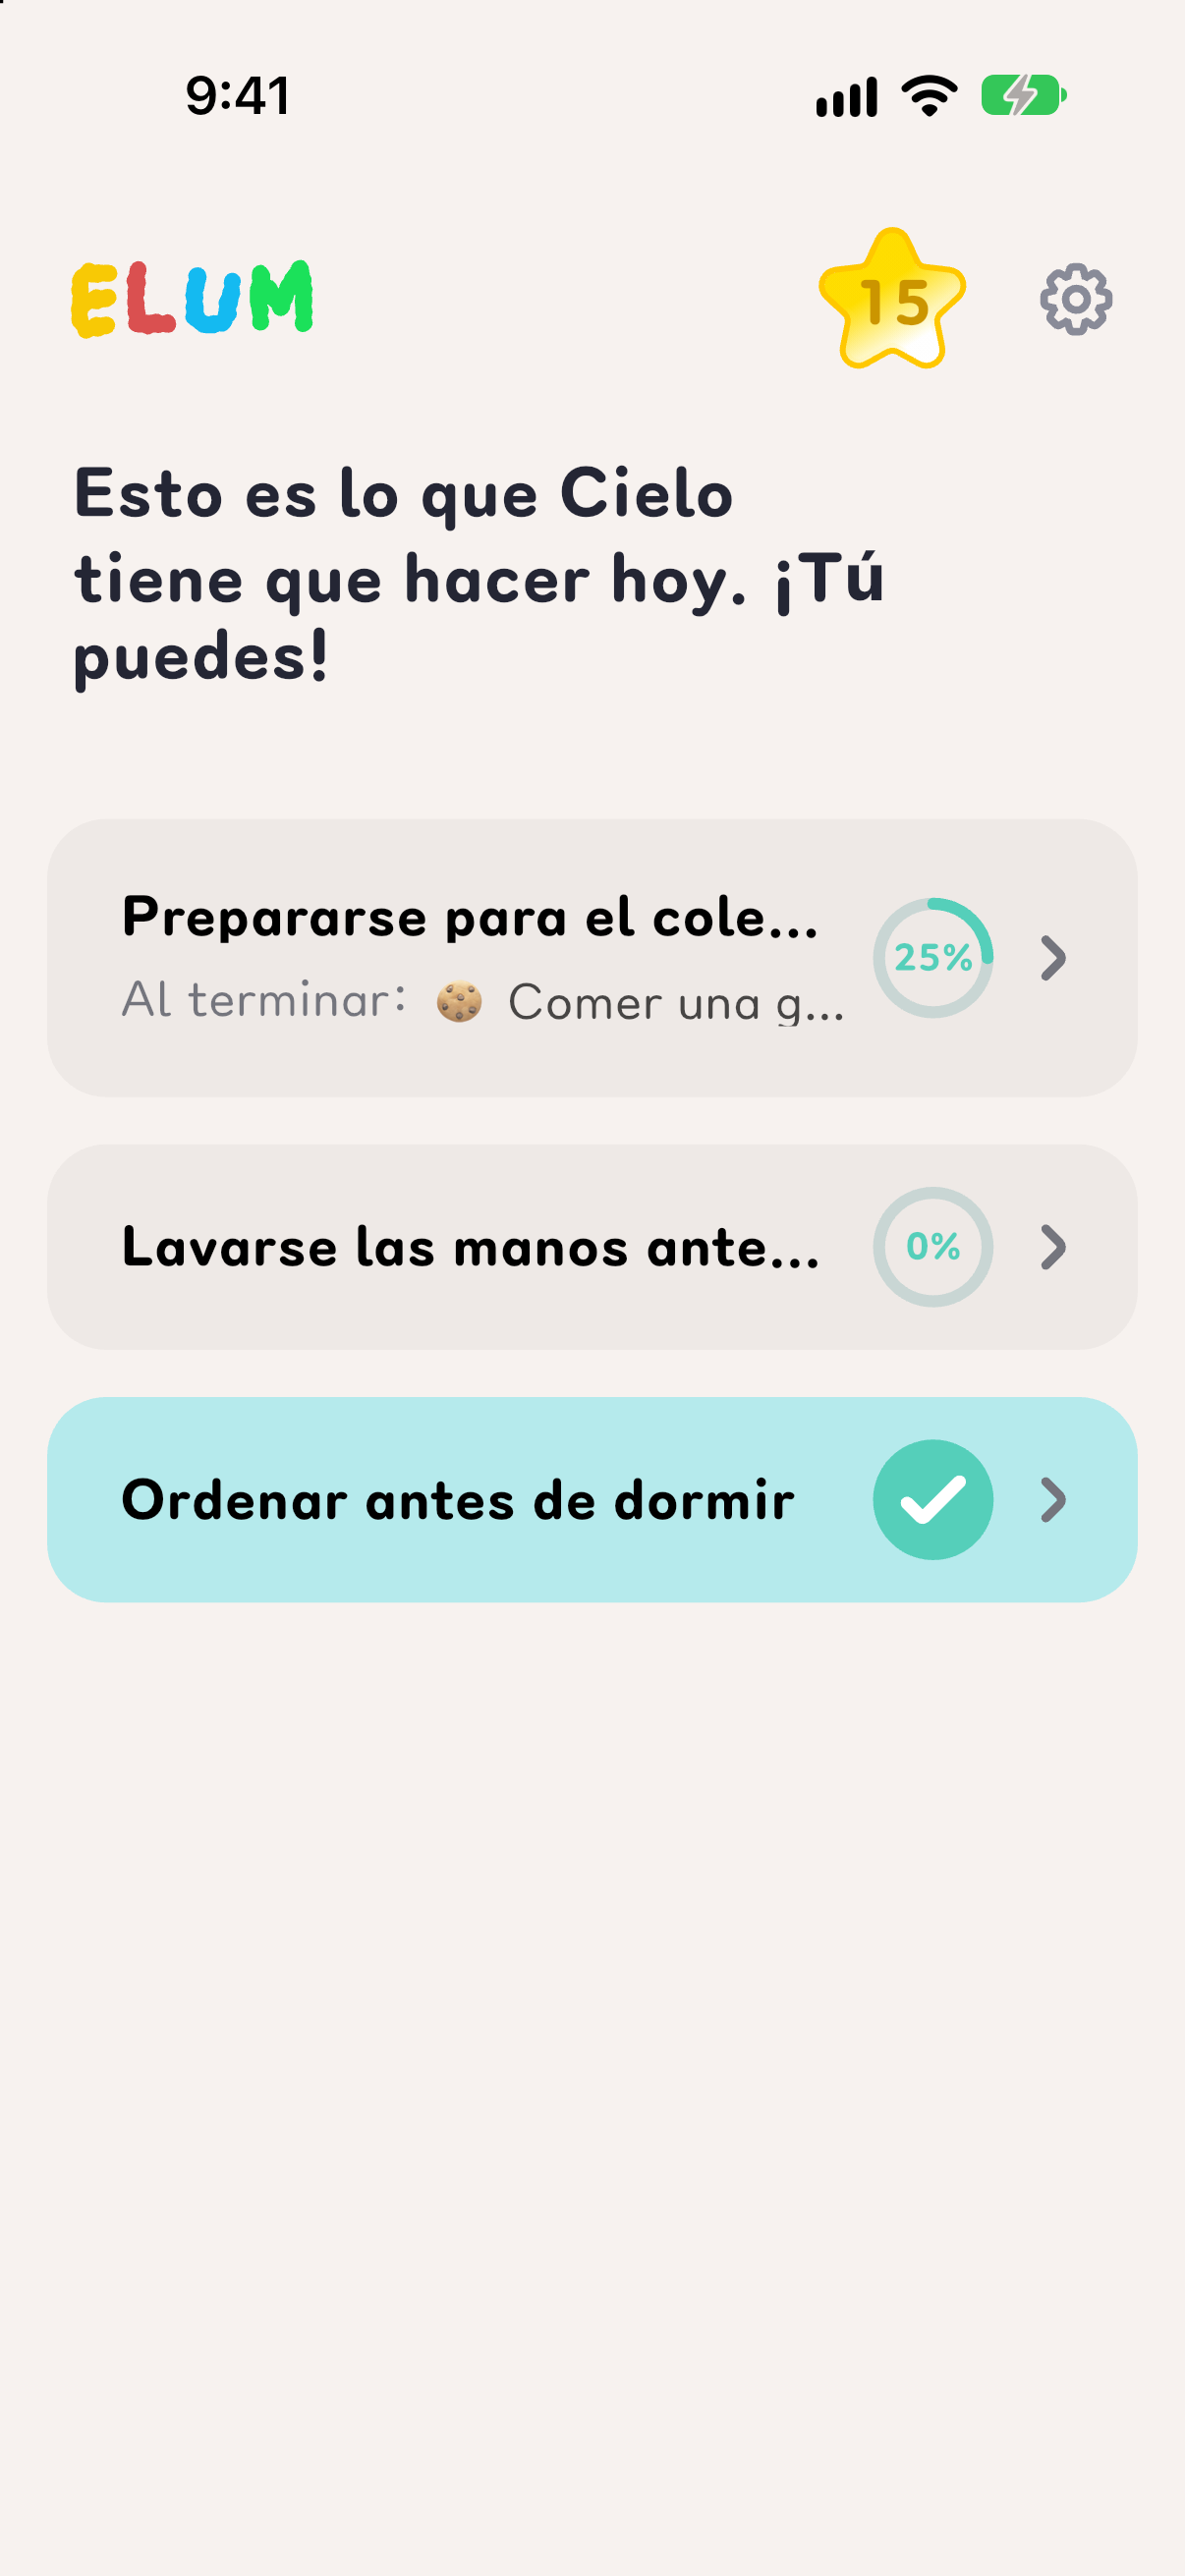 9:41
ELUM
15
Esto es lo que Cielo
tiene que hacer hoy. ¡Tú
puedes!
Prepararse para el cole...
Al terminar: 🍪 Comer una g...
25%
Lavarse las manos ante...
0%
Ordenar antes de dormir